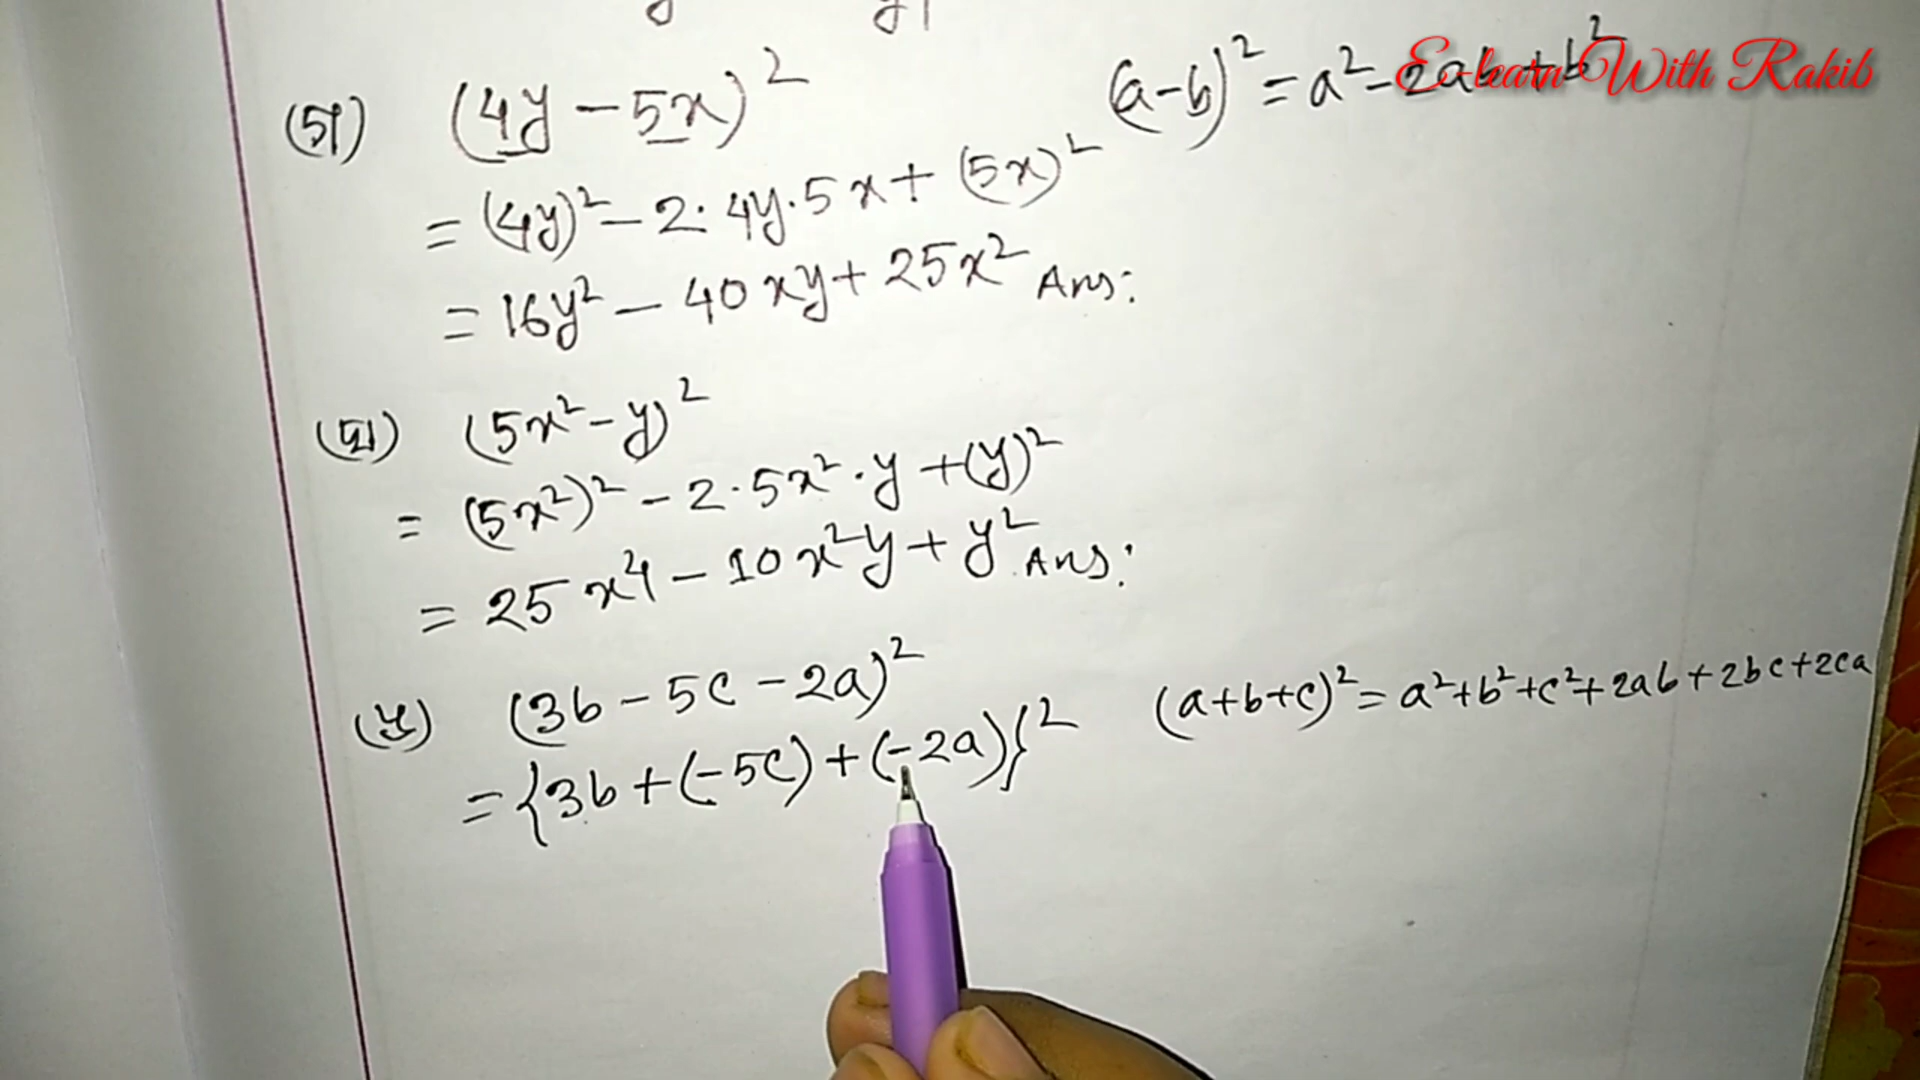 E-learn With Rakib
(a-b)² = a² - 2ab + b²
(4y - 5x)²
= (4y)² - 2·4y·5x + (5x)²
= 16y² - 40xy + 25x² Ans:
(5x² - y)²
= (5x²)² - 2·5x²·y + (y)²
= 25x⁴ - 10x²y + y² Ans:
(3b - 5c - 2a)²
= {3b + (-5c) + (-2a)}²
(a+b+c)² = a²+b²+c²+2ab+2bc+2ca